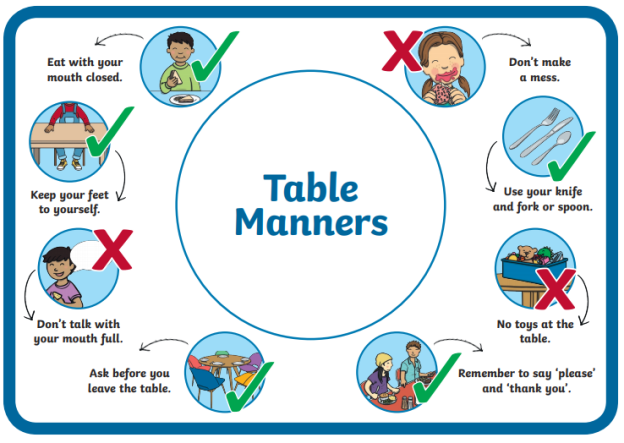 Table
Manners
Eat with your
mouth closed.
Keep your feet
to yourself.
Don't talk with
your mouth full.
Ask before you
leave the table.
Don't make
a mess.
Use your knife
and fork or spoon.
No toys at the
table.
Remember to say 'please'
and 'thank you'.